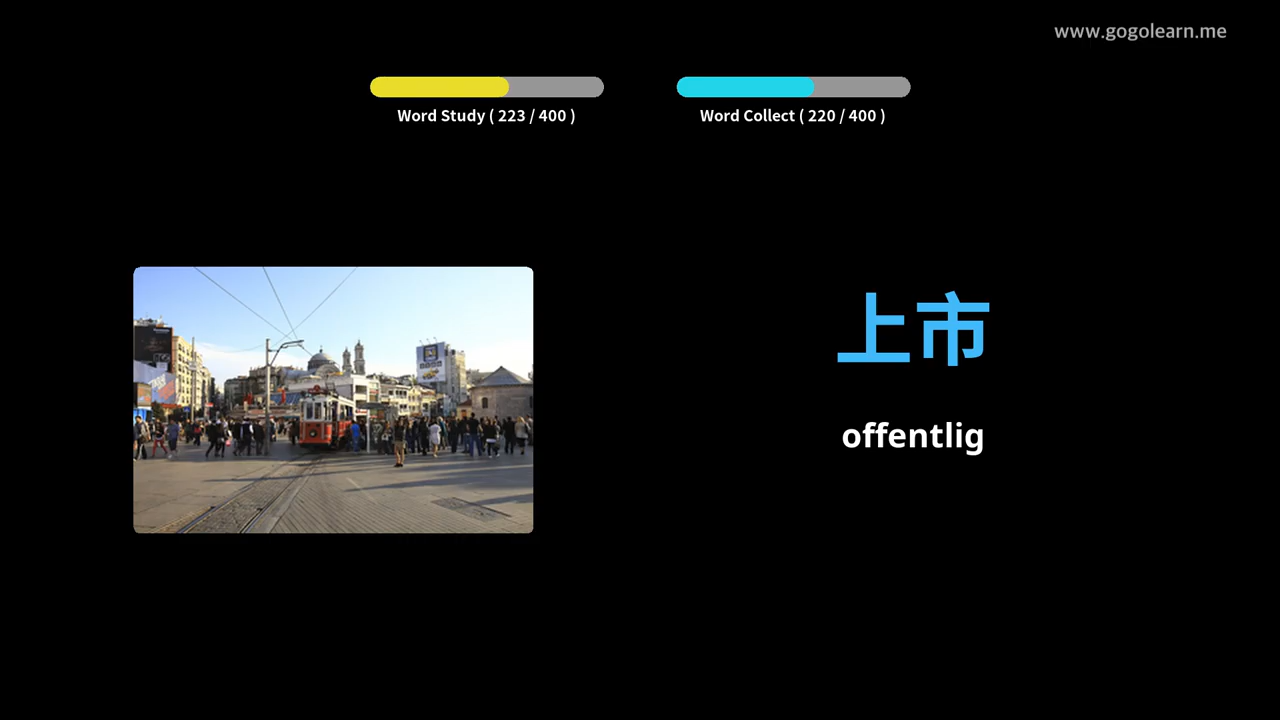 www.gogolearn.me
Word Study ( 223 / 400 )
Word Collect ( 220 / 400 )
上市
offentlig